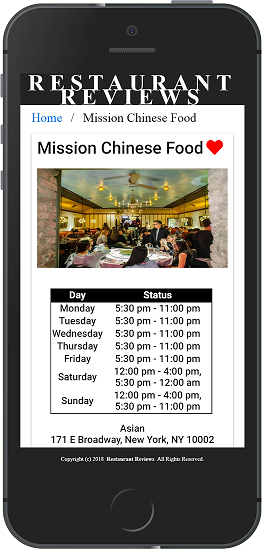 RESTAURANT
REVIEWS
Home / Mission Chinese Food
Mission Chinese Food
Day Status
Monday 5:30 pm - 11:00 pm
Tuesday 5:30 pm - 11:00 pm
Wednesday 5:30 pm - 11:00 pm
Thursday 5:30 pm - 11:00 pm
Friday 5:30 pm - 11:00 pm
Saturday 12:00 pm - 4:00 pm,
5:30 pm - 12:00 am
Sunday 12:00 pm - 4:00 pm,
5:30 pm - 11:00 pm
Asian
171 E Broadway, New York, NY 10002
Copyright (c) 2018 Restaurant Reviews All Rights Reserved.